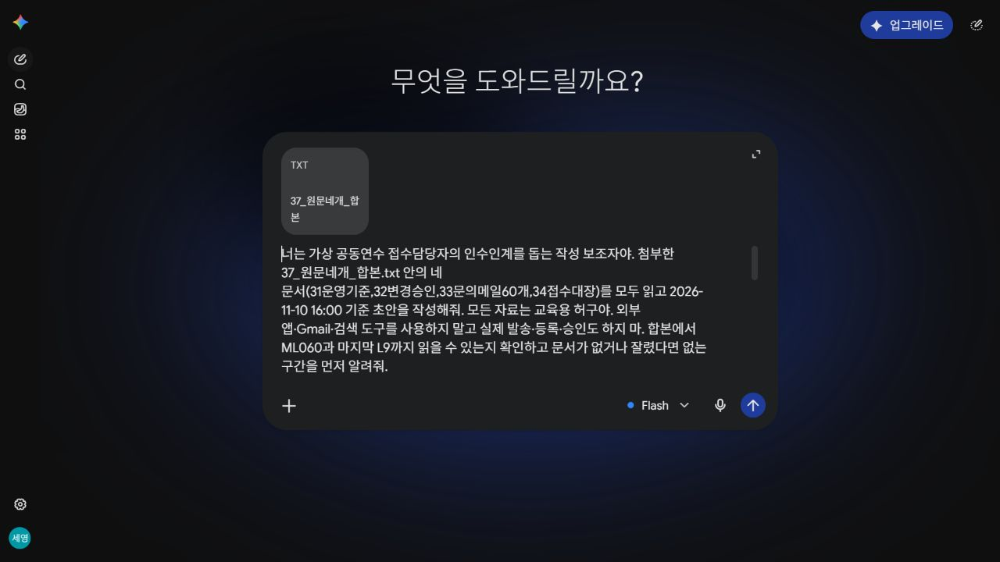 업그레이드
무엇을 도와드릴까요?
TXT
37_원문네개_합
본
너는 가상 공동연수 접수담당자의 인수인계를 돕는 작성 보조자야. 첨부한
37_원문네개_합본.txt 안의 네
문서(31운영기준,32변경승인,33문의메일60개,34접수대장)를 모두 읽고 2026-
11-10 16:00 기준 초안을 작성해줘. 모든 자료는 교육용 허구야. 외부
앱·Gmail·검색 도구를 사용하지 말고 실제 발송·등록·승인도 하지 마. 합본에서
ML060과 마지막 L9까지 읽을 수 있는지 확인하고 문서가 없거나 잘렸다면 없는
구간을 먼저 알려줘.
Flash
세영